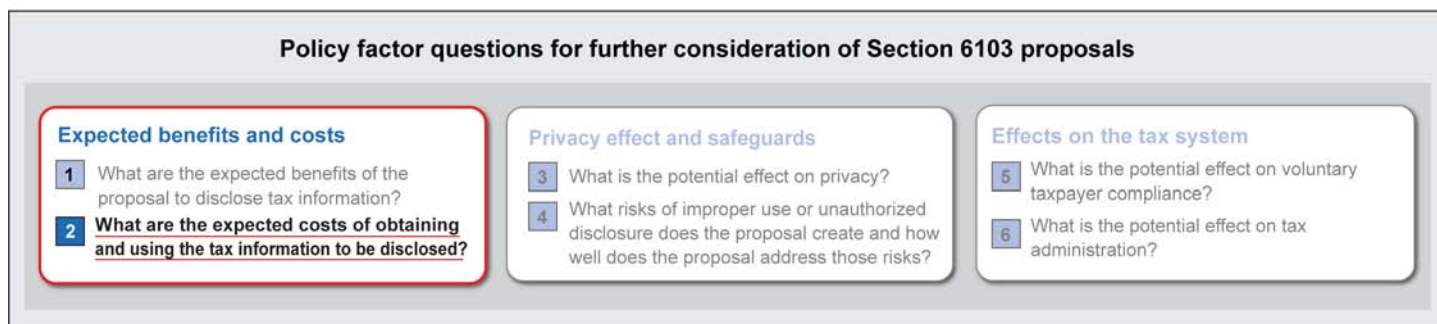 Policy factor questions for further consideration of Section 6103 proposals
Expected benefits and costs
1 What are the expected benefits of the
proposal to disclose tax information?
2 What are the expected costs of obtaining
and using the tax information to be disclosed?
Privacy effect and safeguards
3 What is the potential effect on privacy?
4 What risks of improper use or unauthorized
disclosure does the proposal create and how
well does the proposal address those risks?
Effects on the tax system
5 What is the potential effect on voluntary
taxpayer compliance?
6 What is the potential effect on tax
administration?